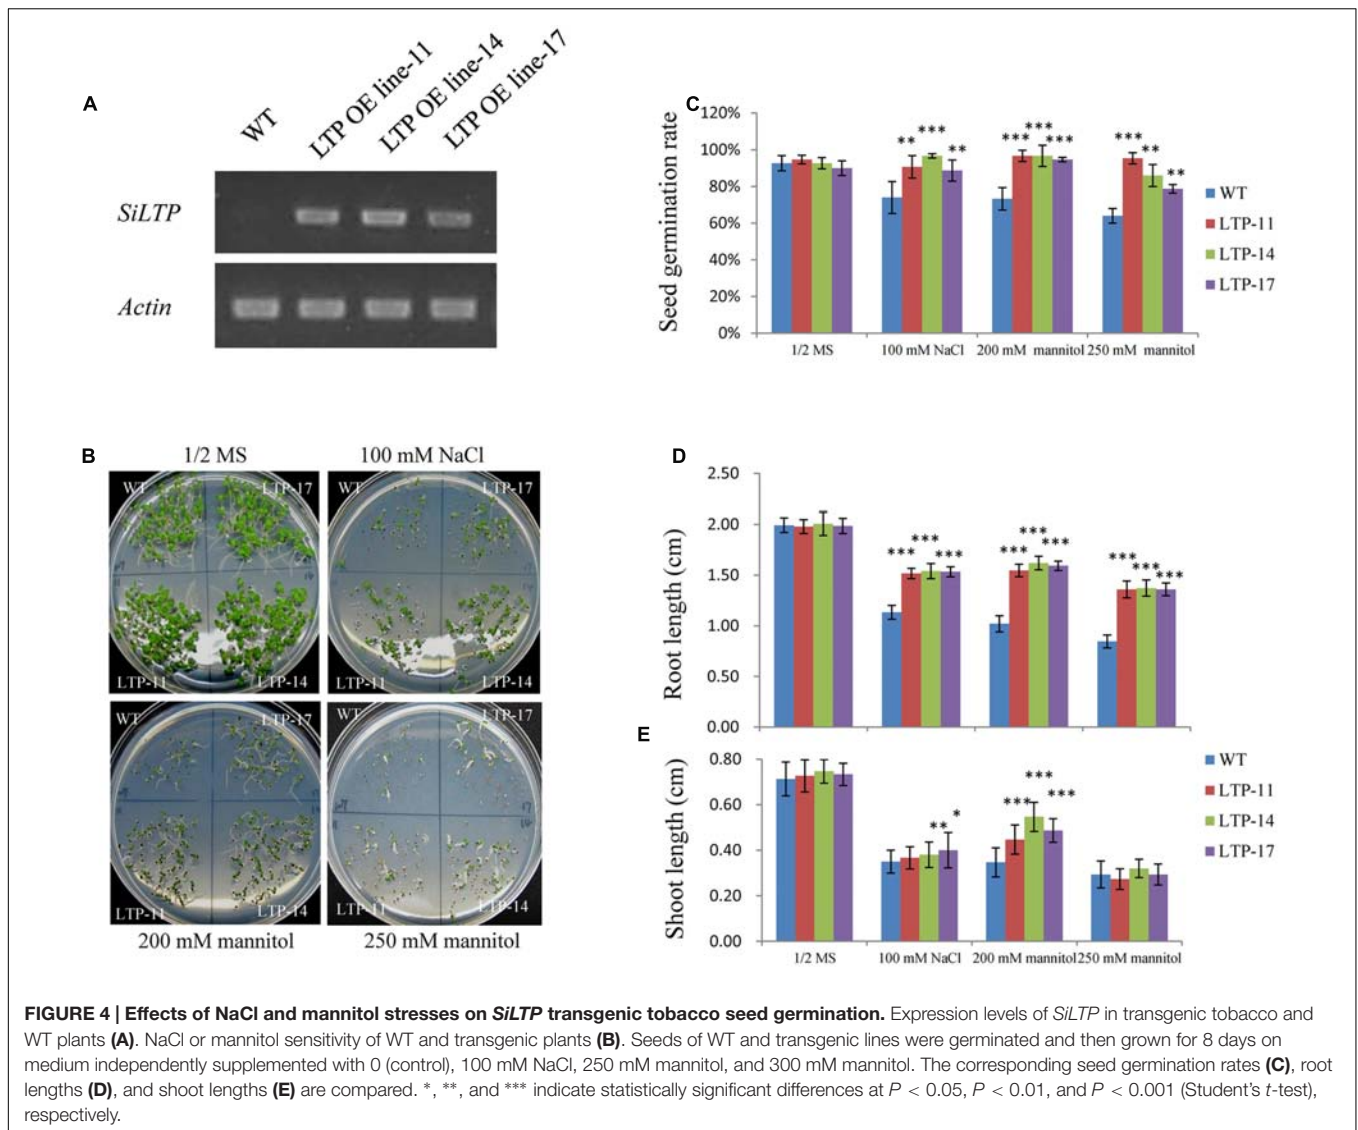 A
WT
LTP OE line-11
LTP OE line-14
LTP OE line-17
SiLTP
Actin
C
Seed germination rate
120%
100%
80%
60%
40%
20%
0%
** *** **
*** *** ***
*** ** **
1/2 MS
100 mM NaCl
200 mM mannitol
250 mM mannitol
WT
LTP-11
LTP-14
LTP-17
B
1/2 MS
100 mM NaCl
WT
LTP-17
LTP-11
LTP-14
WT
LTP-17
LTP-11
LTP-14
WT
LTP-17
LTP-11
LTP-14
WT
LTP-17
LTP-11
LTP-14
200 mM mannitol
250 mM mannitol
D
Root length (cm)
2.50
2.00
1.50
1.00
0.50
0.00
*** *** ***
*** *** ***
*** *** ***
E
Shoot length (cm)
0.80
0.60
0.40
0.20
0.00
** *
*** *** ***
1/2 MS
100 mM NaCl
200 mM mannitol
250 mM mannitol
WT
LTP-11
LTP-14
LTP-17
FIGURE 4 | Effects of NaCl and mannitol stresses on SiLTP transgenic tobacco seed germination. Expression levels of SiLTP in transgenic tobacco and
WT plants (A). NaCl or mannitol sensitivity of WT and transgenic plants (B). Seeds of WT and transgenic lines were germinated and then grown for 8 days on
medium independently supplemented with 0 (control), 100 mM NaCl, 250 mM mannitol, and 300 mM mannitol. The corresponding seed germination rates (C), root
lengths (D), and shoot lengths (E) are compared. *, **, and *** indicate statistically significant differences at P < 0.05, P < 0.01, and P < 0.001 (Student's t-test),
respectively.